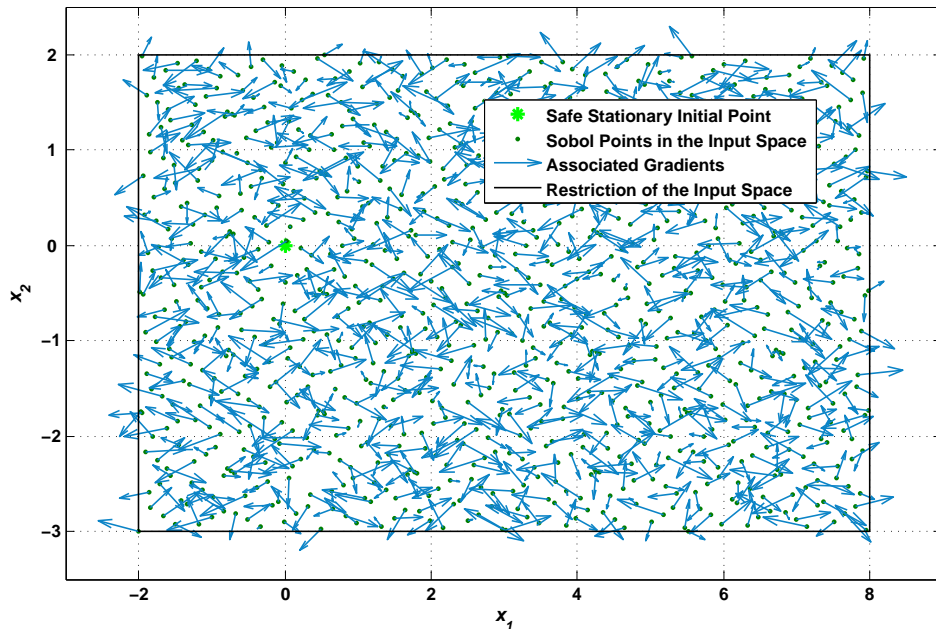 2
1
0
−1
−2
−3
x2
Safe Stationary Initial Point
Sobol Points in the Input Space
Associated Gradients
Restriction of the Input Space
−2 0 2 4 6 8
x1